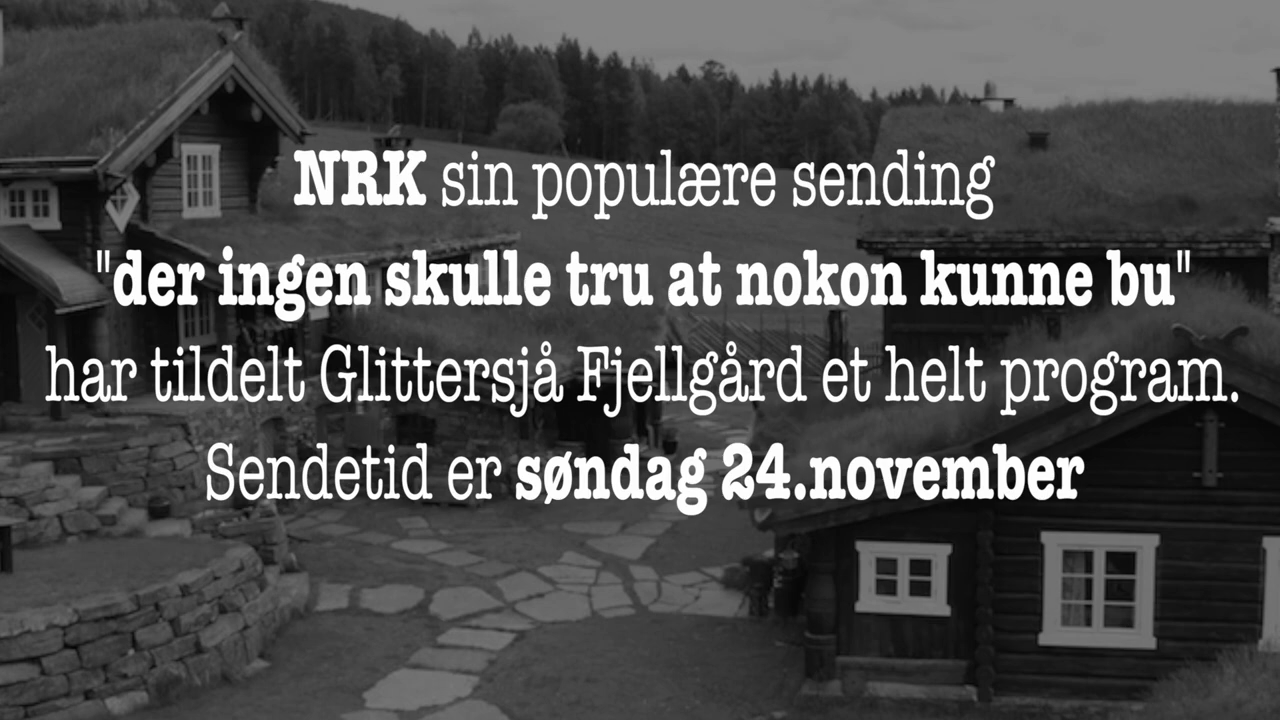 NRK sin populære sending
"der ingen skulle tru at nokon kunne bu"
har tildelt Glittersjå Fjellgård et helt program.
Sendetid er søndag 24.november